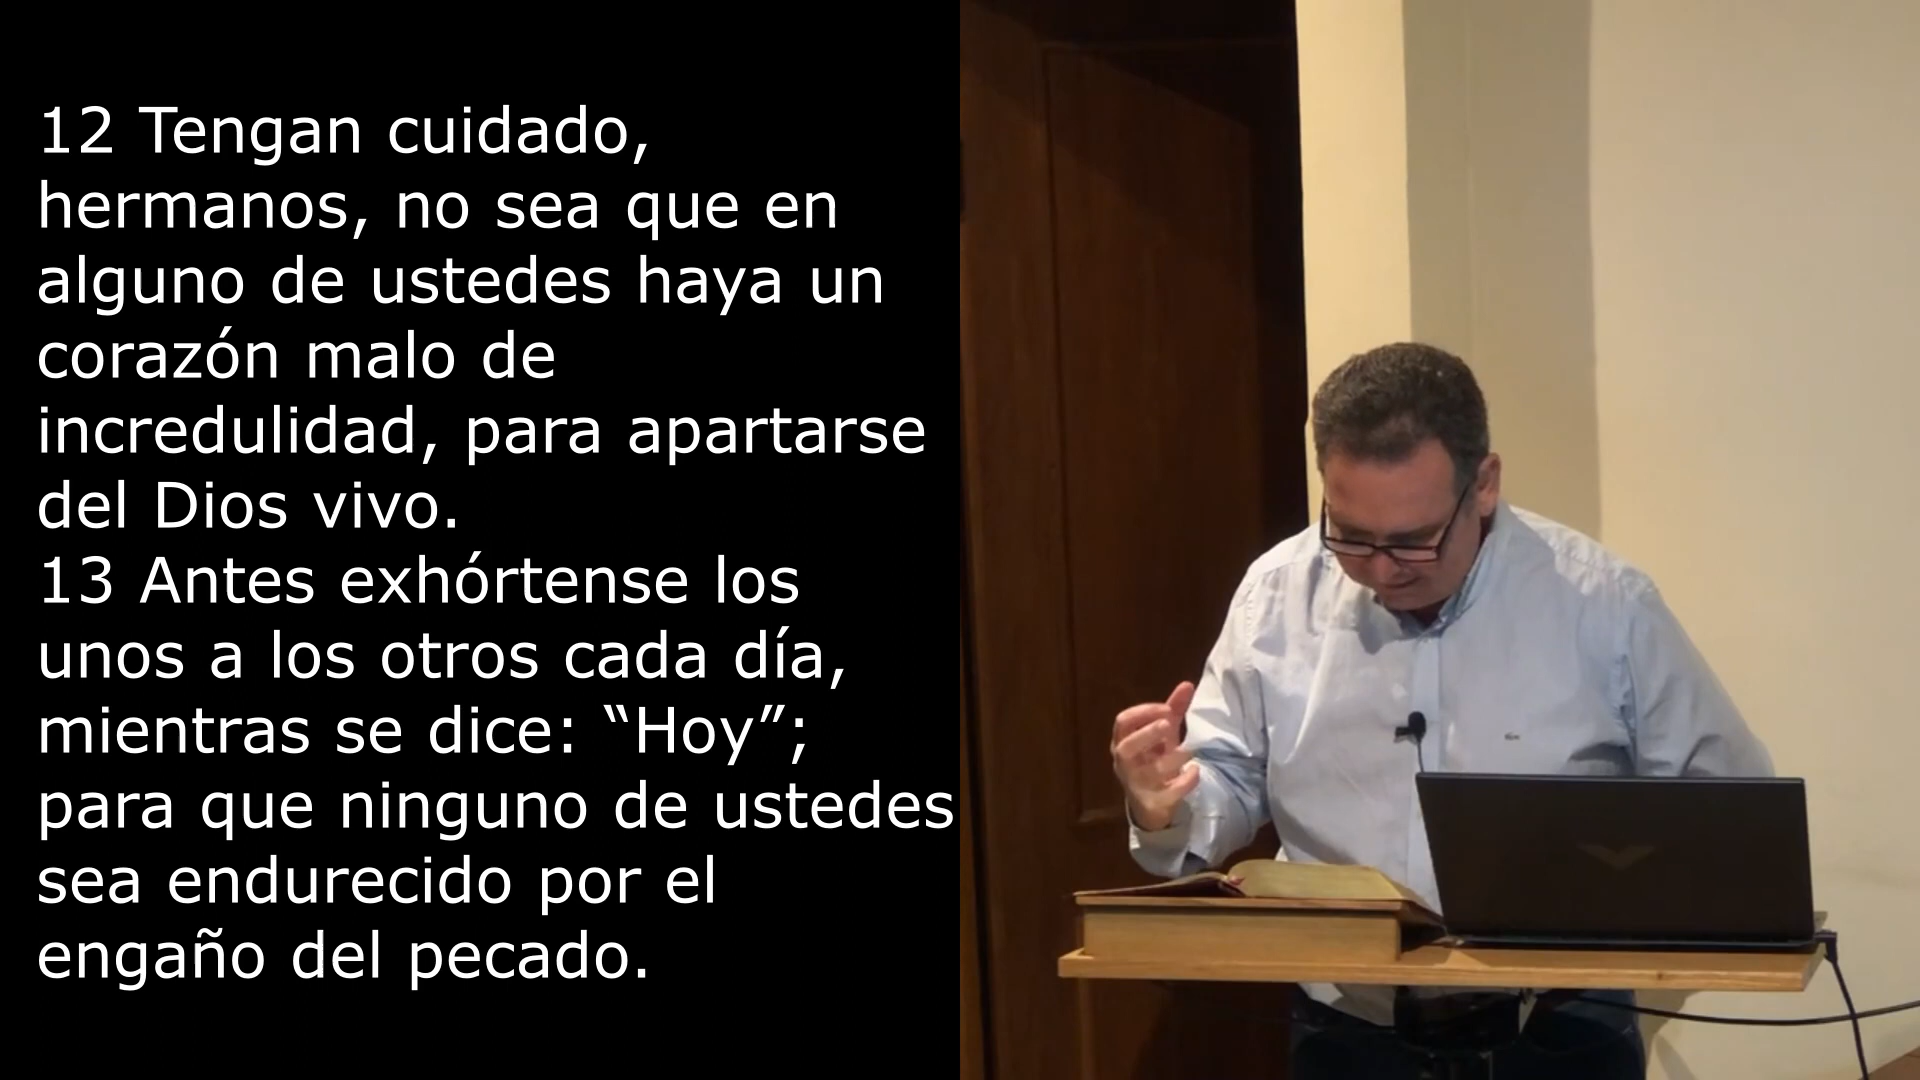 12 Tengan cuidado,
hermanos, no sea que en
alguno de ustedes haya un
corazón malo de
incredulidad, para apartarse
del Dios vivo.
13 Antes exhórtense los
unos a los otros cada día,
mientras se dice: “Hoy”;
para que ninguno de ustedes
sea endurecido por el
engaño del pecado.